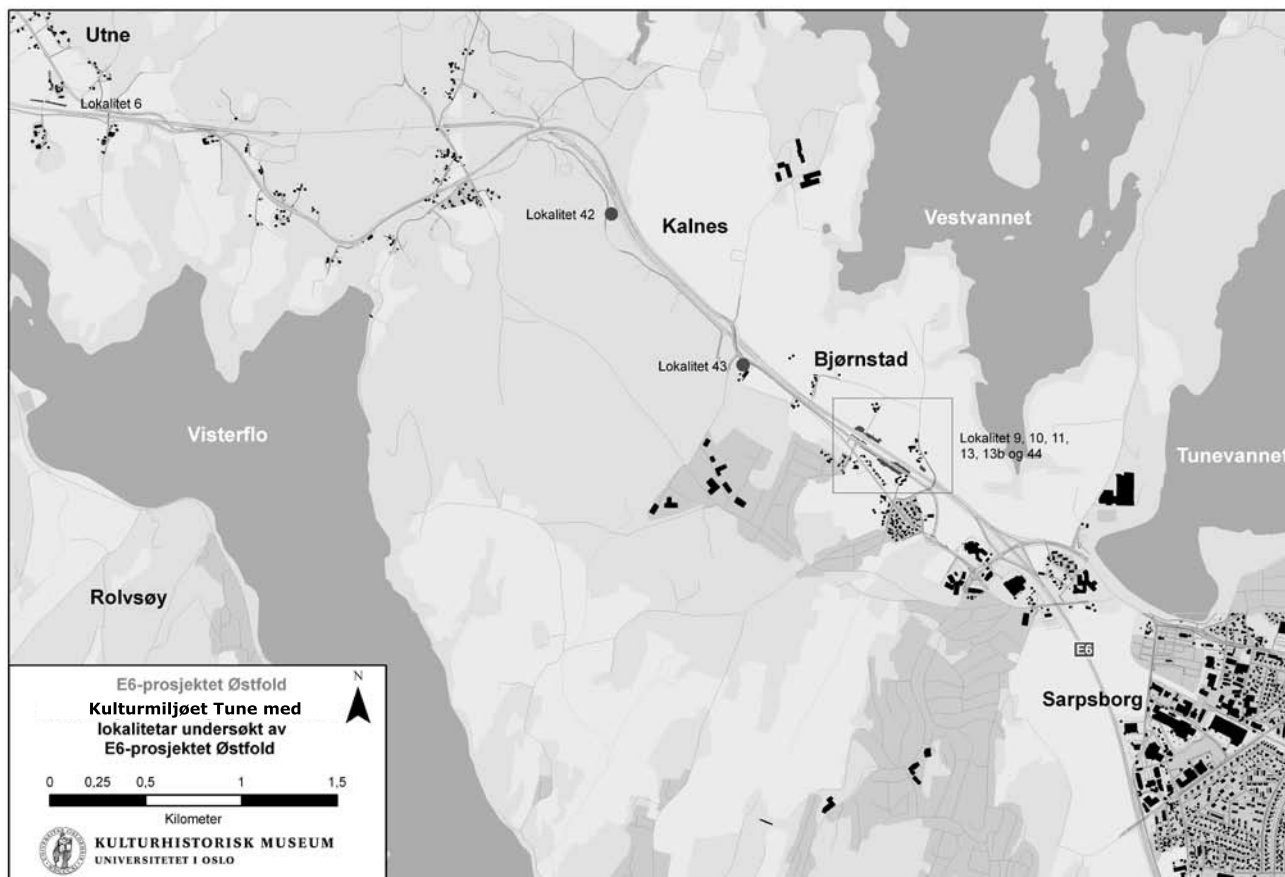 Utne
Lokalitet 6
Lokalitet 42
Kalnes
Vestvannet
Lokalitet 43
Bjørnstad
Visterflo
Lokalitet 9, 10, 11,
13, 13b og 44
Tunevannet
Rolvsøy
E6
Sarpsborg
E6-prosjektet Østfold
N
Kulturmiljøet Tune med
lokalitetar undersøkt av
E6-prosjektet Østfold
0 0,25 0,5 1 1,5
Kilometer
KULTURHISTORISK MUSEUM
UNIVERSITETET I OSLO